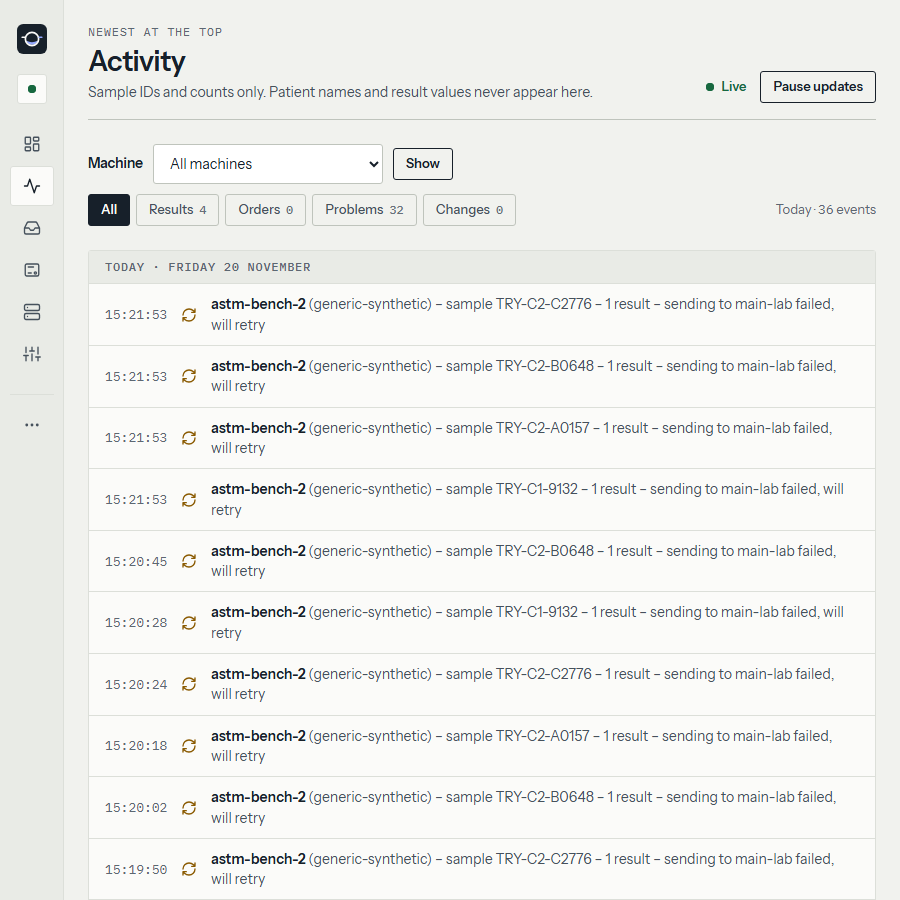 NEWEST AT THE TOP
Activity
Sample IDs and counts only. Patient names and result values never appear here.
Live
Pause updates
Machine
All machines
Show
All
Results 4
Orders 0
Problems 32
Changes 0
Today · 36 events
TODAY · FRIDAY 20 NOVEMBER
15:21:53 astm-bench-2 (generic-synthetic) – sample TRY-C2-C2776 – 1 result – sending to main-lab failed,
will retry
15:21:53 astm-bench-2 (generic-synthetic) – sample TRY-C2-B0648 – 1 result – sending to main-lab failed,
will retry
15:21:53 astm-bench-2 (generic-synthetic) – sample TRY-C2-A0157 – 1 result – sending to main-lab failed,
will retry
15:21:53 astm-bench-2 (generic-synthetic) – sample TRY-C1-9132 – 1 result – sending to main-lab failed, will
retry
15:20:45 astm-bench-2 (generic-synthetic) – sample TRY-C2-B0648 – 1 result – sending to main-lab failed,
will retry
15:20:28 astm-bench-2 (generic-synthetic) – sample TRY-C1-9132 – 1 result – sending to main-lab failed, will
retry
15:20:24 astm-bench-2 (generic-synthetic) – sample TRY-C2-C2776 – 1 result – sending to main-lab failed,
will retry
15:20:18 astm-bench-2 (generic-synthetic) – sample TRY-C2-A0157 – 1 result – sending to main-lab failed,
will retry
15:20:02 astm-bench-2 (generic-synthetic) – sample TRY-C2-B0648 – 1 result – sending to main-lab failed,
will retry
15:19:50 astm-bench-2 (generic-synthetic) – sample TRY-C2-C2776 – 1 result – sending to main-lab failed,
will retry